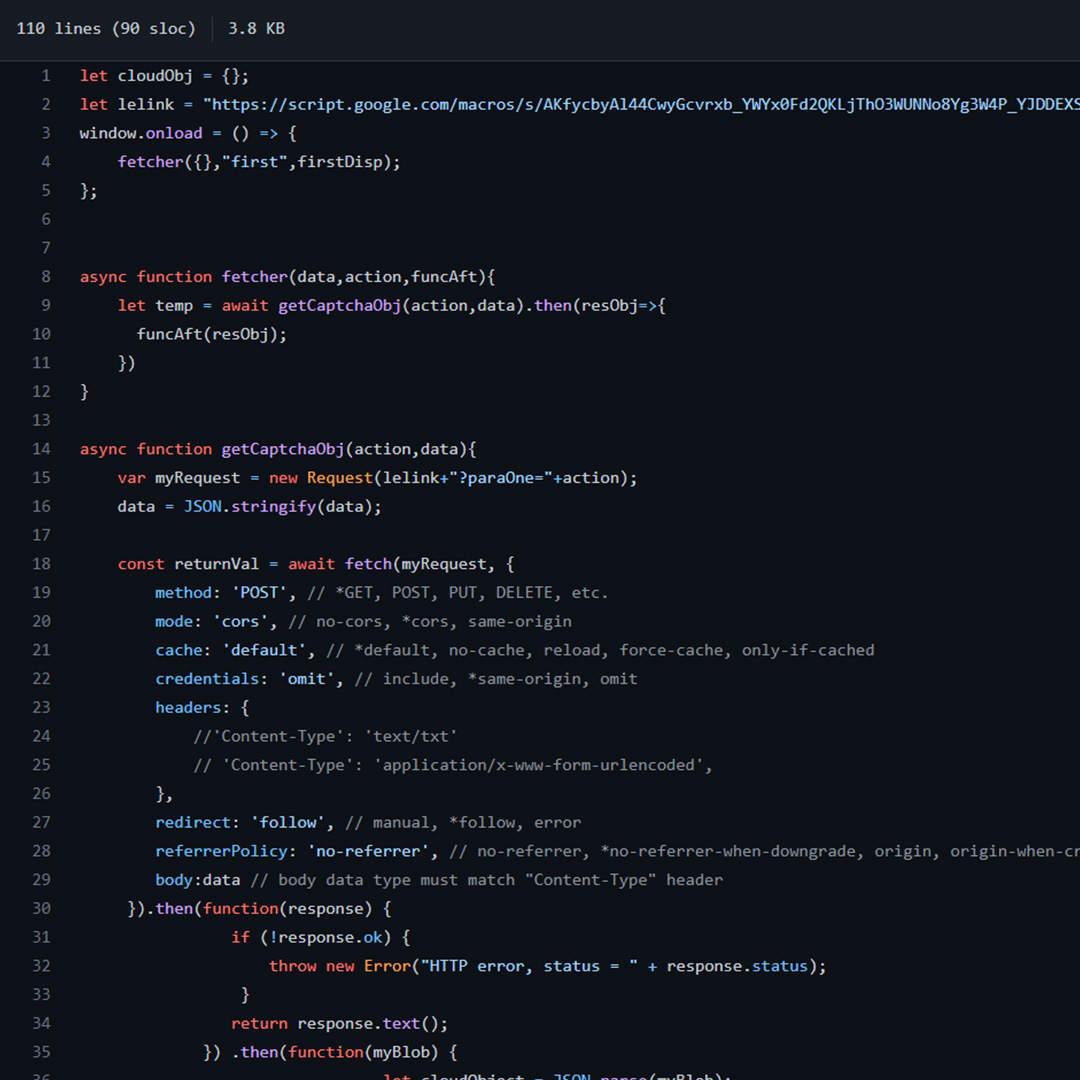 110 lines (90 sloc) 3.8 KB
1 let cloudObj = {};
2 let lelink = "https://script.google.com/macros/s/AKfycbyAl44CwyGcvrxb_YWYx0Fd2QKLjThO3WUNNo8Yg3W4P_YJDDEXS
3 window.onload = () => {
4 fetcher({},"first",firstDisp);
5 };
6
7
8 async function fetcher(data,action,funcAft){
9 let temp = await getCaptchaObj(action,data).then(resObj=>{
10 funcAft(resObj);
11 })
12 }
13
14 async function getCaptchaObj(action,data){
15 var myRequest = new Request(lelink+"?paraOne="+action);
16 data = JSON.stringify(data);
17
18 const returnVal = await fetch(myRequest, {
19 method: 'POST', // *GET, POST, PUT, DELETE, etc.
20 mode: 'cors', // no-cors, *cors, same-origin
21 cache: 'default', // *default, no-cache, reload, force-cache, only-if-cached
22 credentials: 'omit', // include, *same-origin, omit
23 headers: {
24 //'Content-Type': 'text/txt'
25 // 'Content-Type': 'application/x-www-form-urlencoded',
26 },
27 redirect: 'follow', // manual, *follow, error
28 referrerPolicy: 'no-referrer', // no-referrer, *no-referrer-when-downgrade, origin, origin-when-cr
29 body:data // body data type must match "Content-Type" header
30 }).then(function(response) {
31 if (!response.ok) {
32 throw new Error("HTTP error, status = " + response.status);
33 }
34 return response.text();
35 }) .then(function(myBlob) {
36 let cloudObject = JSON.parse(myBlob);